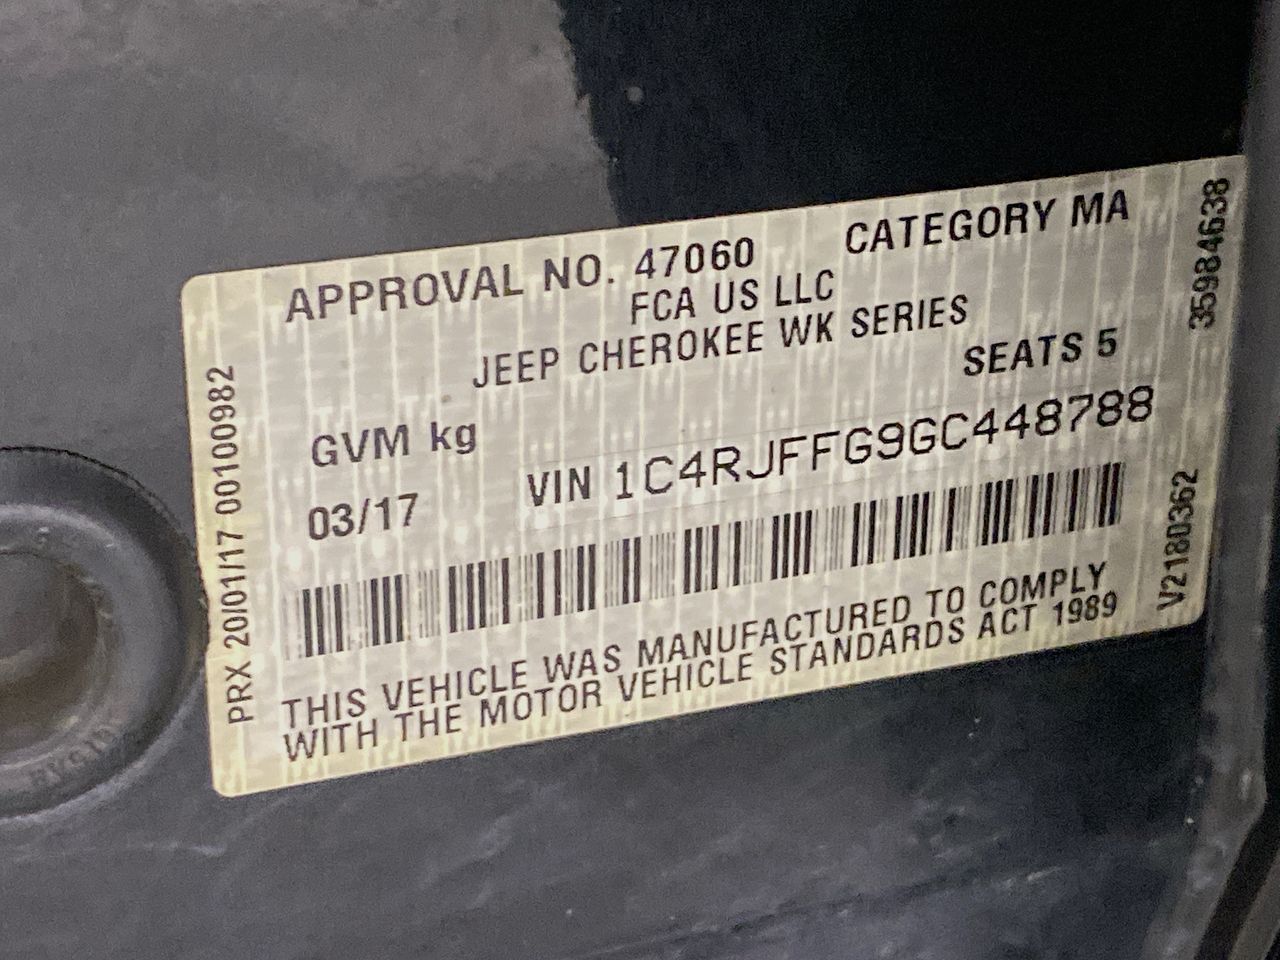 APPROVAL NO. 47060 CATEGORY MA
FCA US LLC
JEEP CHEROKEE WK SERIES
SEATS 5
GVM kg
03/17 VIN 1C4RJFFG9GC448788
THIS VEHICLE WAS MANUFACTURED TO COMPLY
WITH THE MOTOR VEHICLE STANDARDS ACT 1989
PRX 20/01/17 00100982
35984638
V2180362